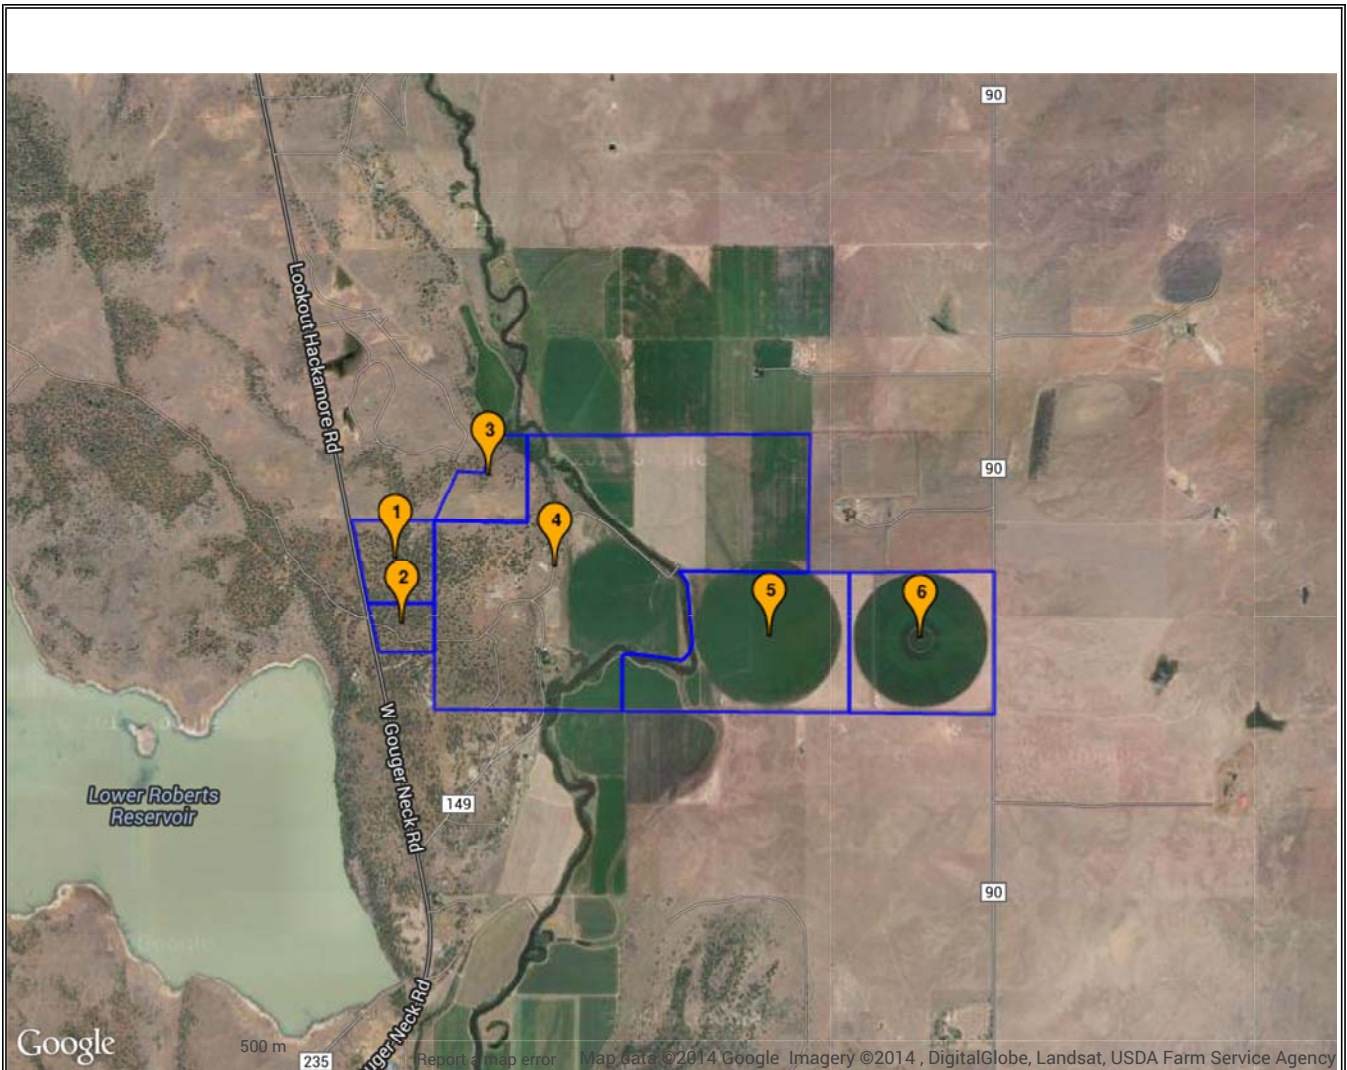 90
Lookout Hackamore Rd
3
90
1
4
2
5
6
W Gouger Neck Rd
Lower Roberts
Reservoir
149
90
Google
Google
500 m
235
uger Neck Rd
Report a map error
Map data ©2014 Google Imagery ©2014 , DigitalGlobe, Landsat, USDA Farm Service Agency